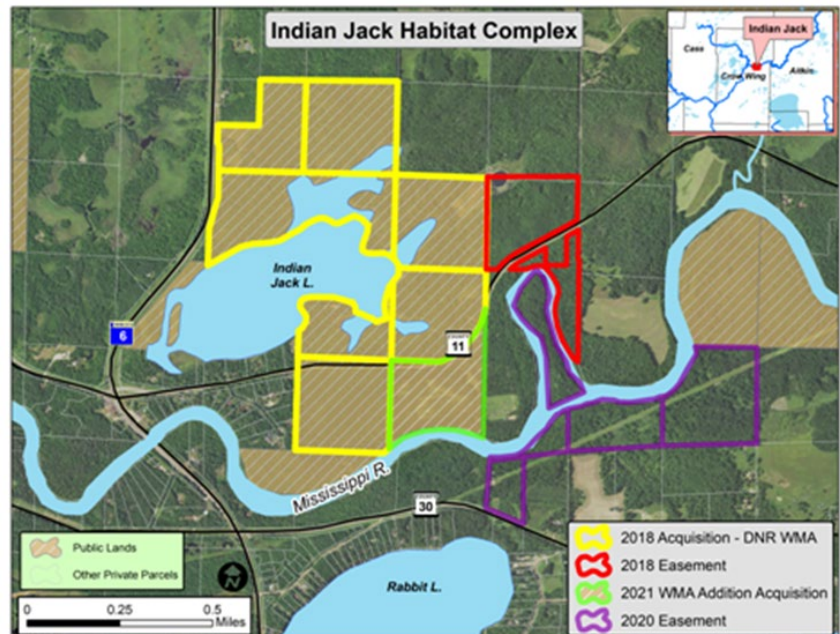 Indian Jack Habitat Complex
Indian Jack
Cass
Crow Wing
Aitkin
Indian
Jack L.
6
11
Mississippi R.
30
Rabbit L.
Public Lands
Other Private Parcels
N
0 0.25 0.5
Miles
2018 Acquisition - DNR WMA
2018 Easement
2021 WMA Addition Acquisition
2020 Easement